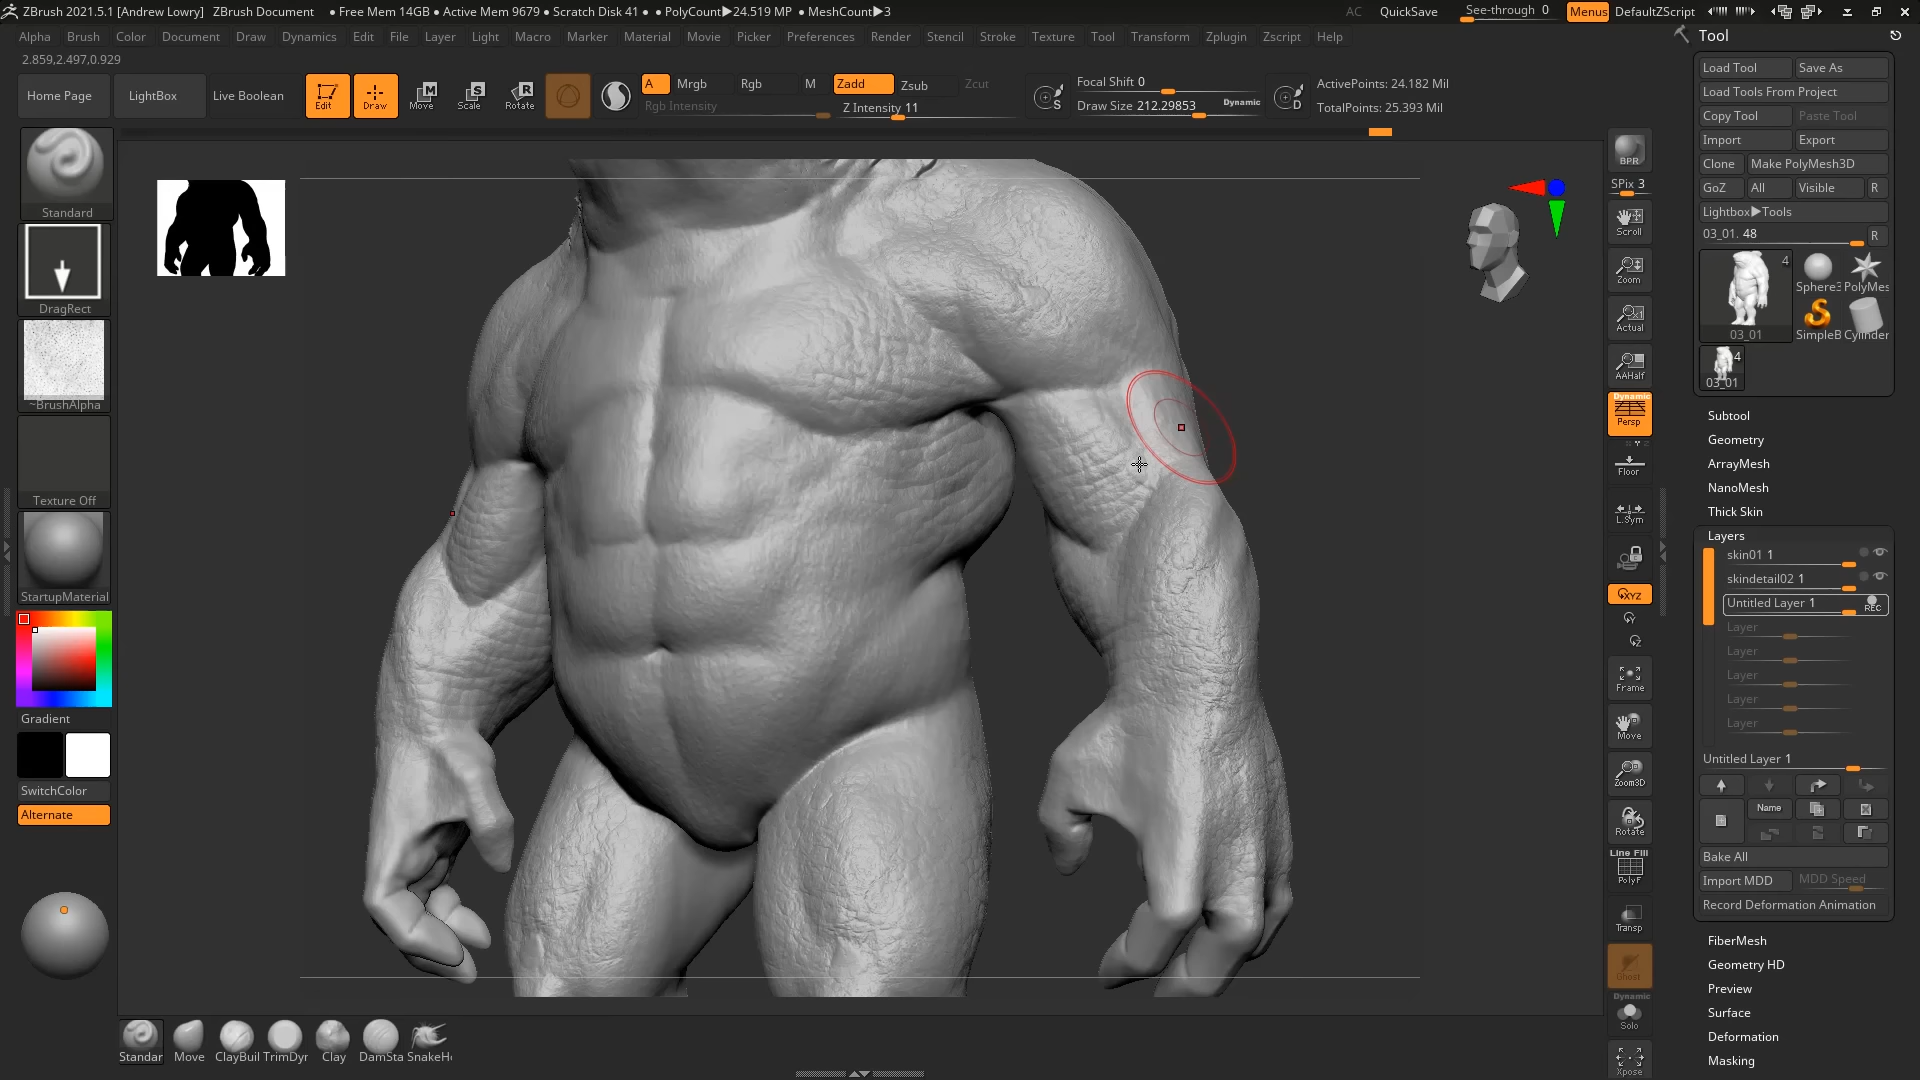 ZBrush 2021.5.1 [Andrew Lowry] ZBrush Document • Free Mem 14GB • Active Mem 9679 • Scratch Disk 41 • • PolyCount▶24.519 MP • MeshCount▶3 AC QuickSave See-through 0 Menus DefaultZScript
Alpha Brush Color Document Draw Dynamics Edit File Layer Light Macro Marker Material Movie Picker Preferences Render Stencil Stroke Texture Tool Transform Zplugin Zscript Help
2.859,2.497,0.929
Home Page LightBox Live Boolean Edit Draw Move Scale Rotate A Mrgb Rgb M Zadd Zsub Zcut
Rgb Intensity Z Intensity 11
S Focal Shift 0
Draw Size 212.29853 Dynamic D
ActivePoints: 24.182 Mil
TotalPoints: 25.393 Mil
Standard
DragRect
~BrushAlpha
Texture Off
StartupMaterial
Gradient
SwitchColor
Alternate
Standar Move ClayBuil TrimDyr Clay DamSta SnakeH
BPR
SPix 3
Scroll
Zoom
Actual
AAHalf
Dynamic
Persp
Floor
L.Sym
XYZ
Y
Z
Frame
Move
Zoom3D
Rotate
Line Fill
PolyF
Transp
Ghost
Dynamic
Solo
Xpose
Tool
Load Tool Save As
Load Tools From Project
Copy Tool Paste Tool
Import Export
Clone Make PolyMesh3D
GoZ All Visible R
Lightbox▶Tools
03_01. 48 R
4
Sphere3 PolyMes
03_01 SimpleB Cylinder
4
03_01
Subtool
Geometry
ArrayMesh
NanoMesh
Thick Skin
Layers
skin01 1
skindetail02 1
Untitled Layer 1 REC
Layer
Layer
Layer
Layer
Layer
Untitled Layer 1
Name
Bake All
Import MDD MDD Speed
Record Deformation Animation
FiberMesh
Geometry HD
Preview
Surface
Deformation
Masking